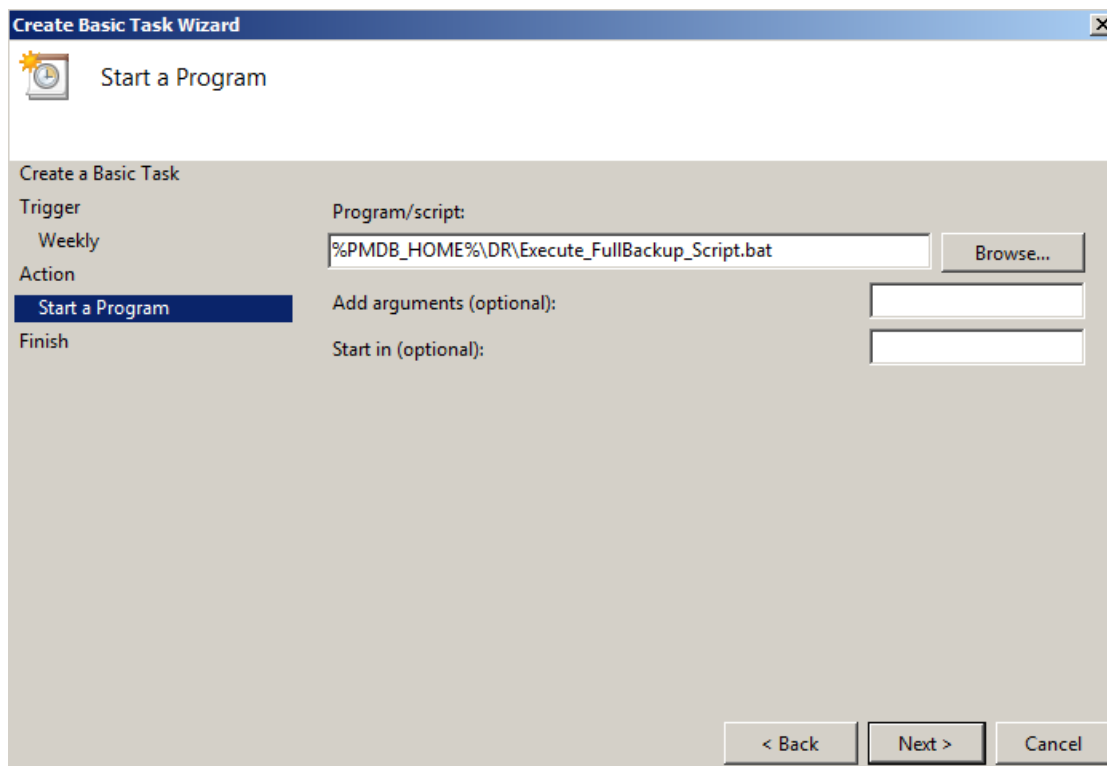 Create Basic Task Wizard
Start a Program
Create a Basic Task
Trigger
Weekly
Action
Start a Program
Finish
Program/script:
%PMDB_HOME%\DR\Execute_FullBackup_Script.bat
Browse...
Add arguments (optional):
Start in (optional):
< Back
Next >
Cancel